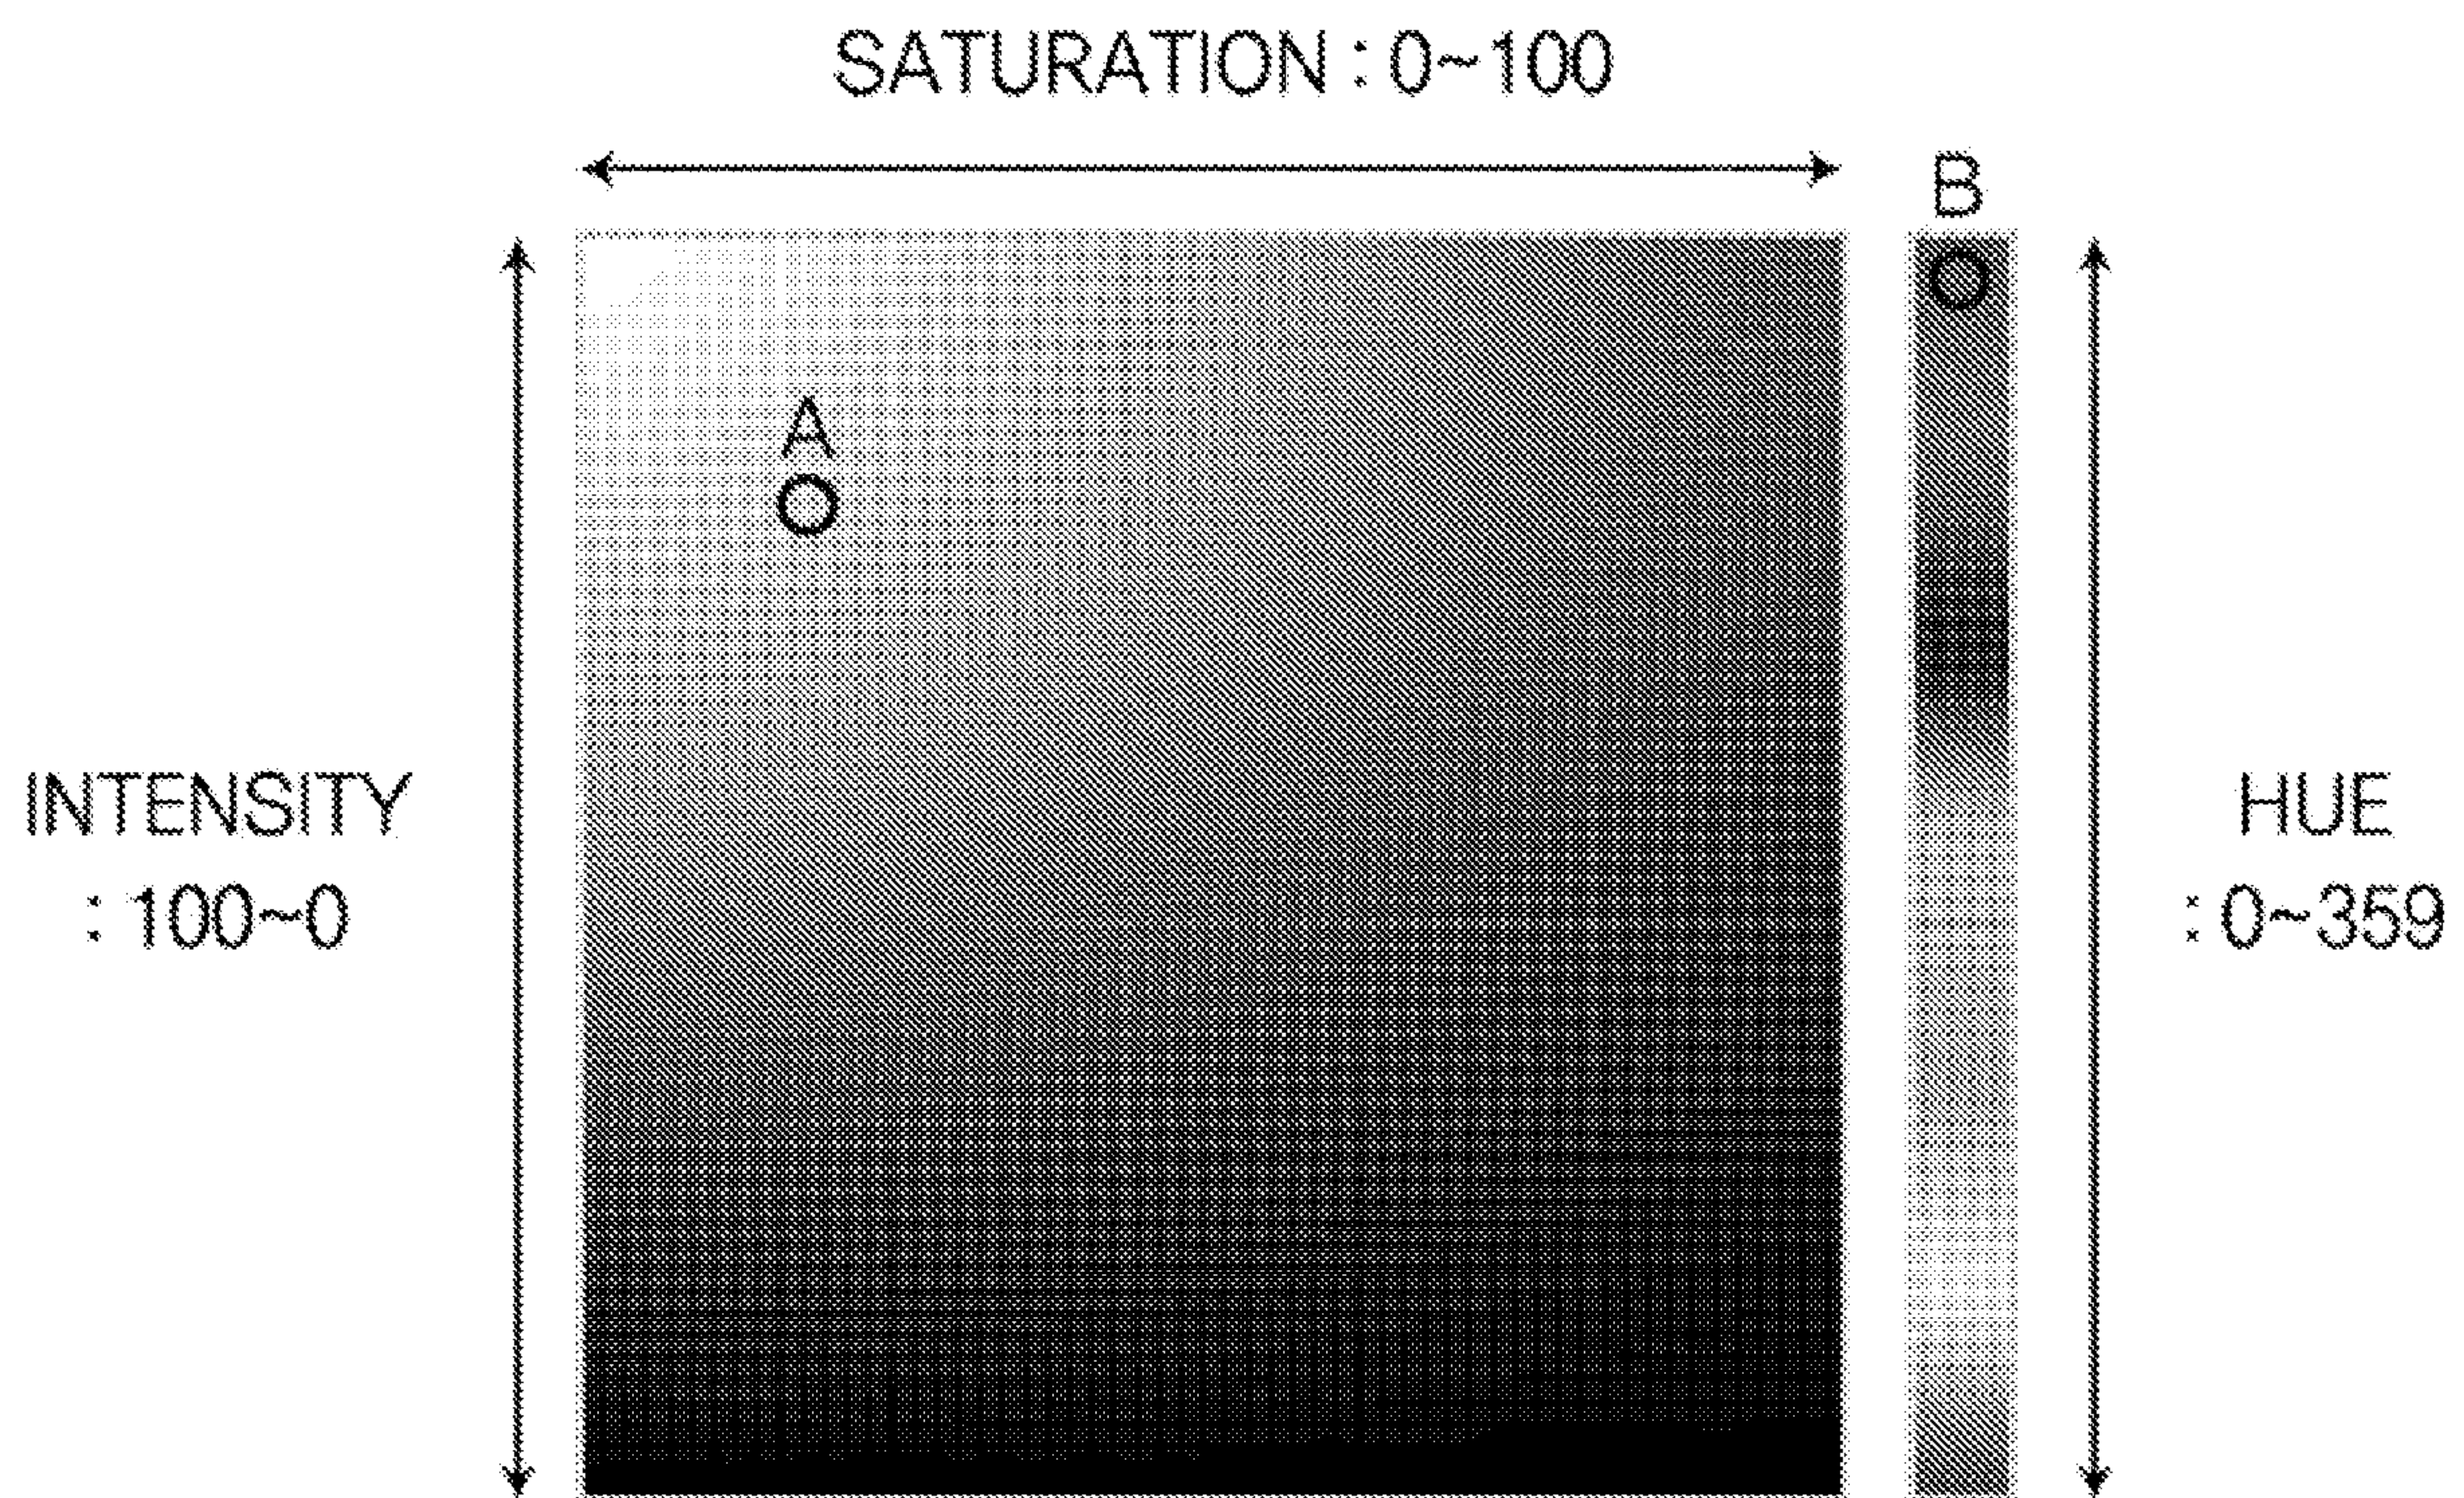 SATURATION : 0~100
B
A
INTENSITY
: 100~0
HUE
: 0~359